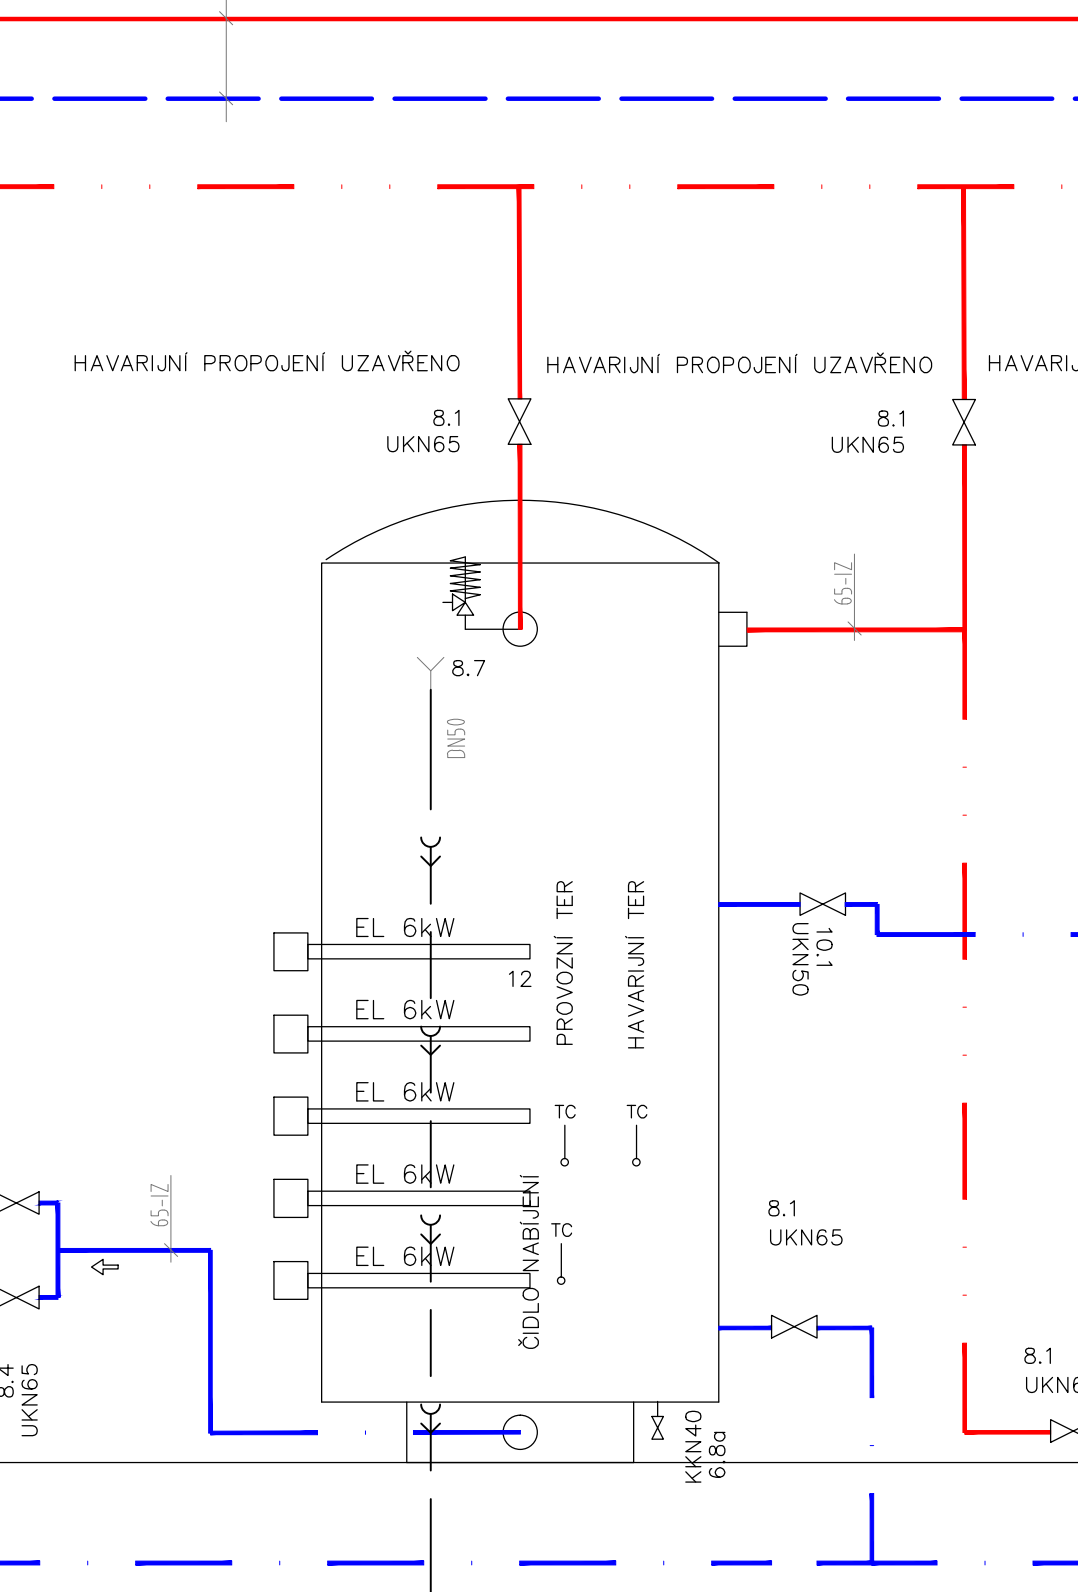 HAVARIJNÍ PROPOJENÍ UZAVŘENO
HAVARIJNÍ PROPOJENÍ UZAVŘENO
HAVARIJ
8.1
UKN65
8.1
UKN65
65-IZ
8.7
DN50
EL 6kW
12
EL 6kW
EL 6kW
EL 6kW
EL 6kW
PROVOZNÍ TER
HAVARIJNÍ TER
TC
TC
TC
ČIDLO NABÍJENÍ
10.1
UKN50
65-IZ
8.1
UKN65
8.4
UKN65
8.1
UKN6
KKN40
6.8a